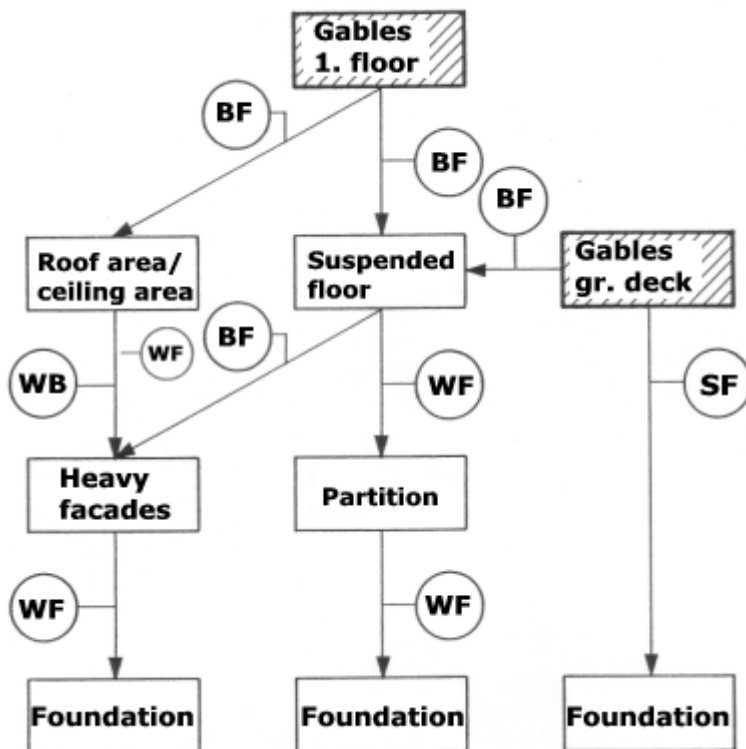 Gables
1. floor
BF
BF
BF
Roof area/
ceiling area
Suspended
floor
Gables
gr. deck
WF
BF
WB
WF
SF
Heavy
facades
Partition
WF
WF
Foundation
Foundation
Foundation